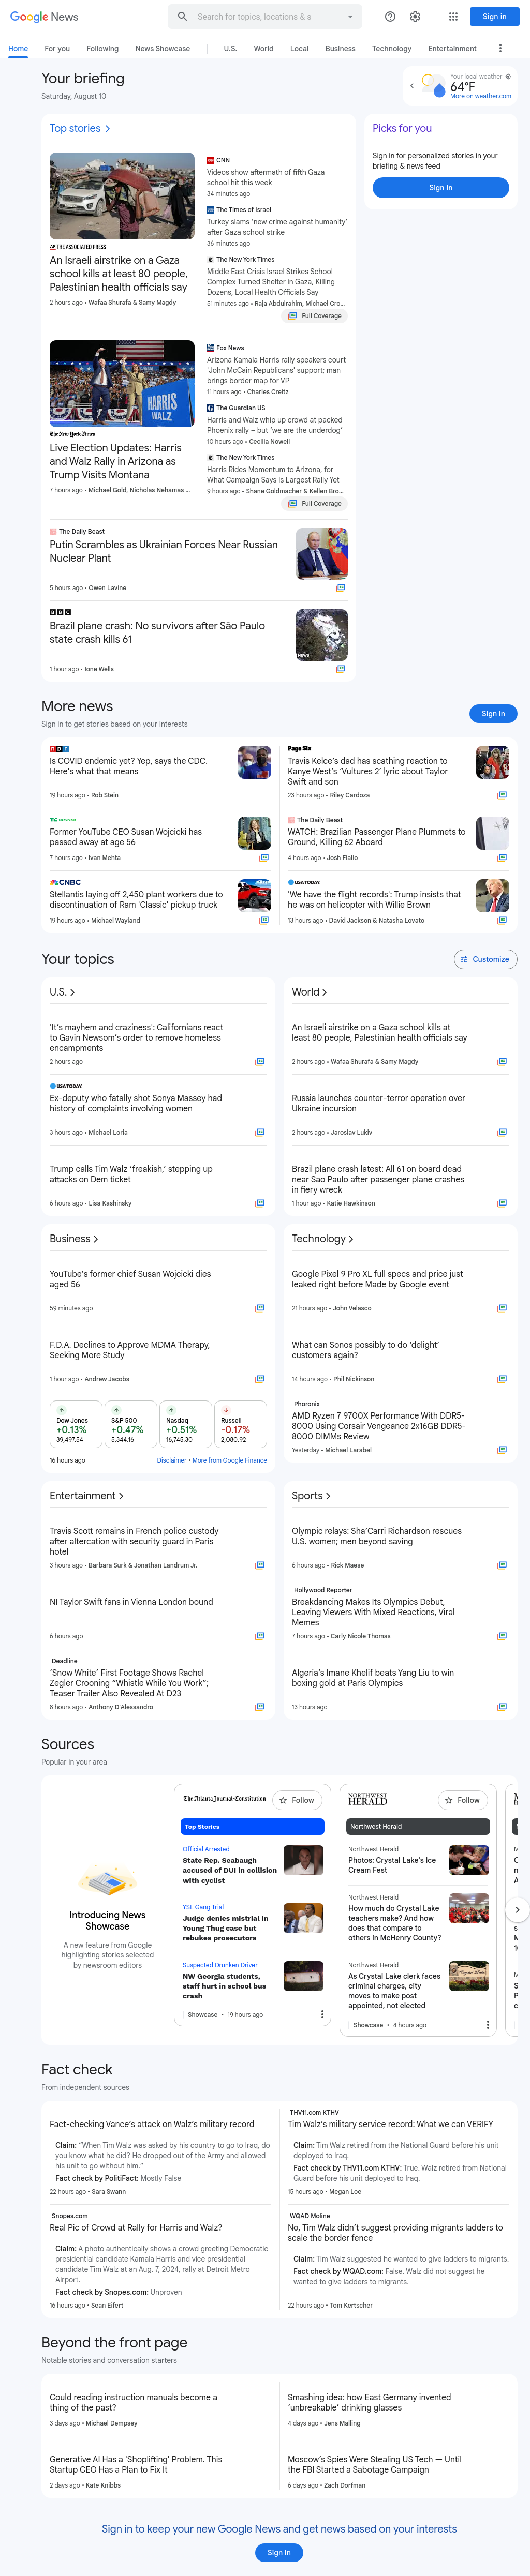 Google News
Search for topics, locations & s
Sign in
Home
For you
Following
News Showcase
U.S.
World
Local
Business
Technology
Entertainment
Your briefing
Saturday, August 10
Your local weather
64°F
More on weather.com
Top stories
THE ASSOCIATED PRESS
An Israeli airstrike on a Gaza
school kills at least 80 people,
Palestinian health officials say
2 hours ago • Wafaa Shurafa & Samy Magdy
CNN
Videos show aftermath of fifth Gaza
school hit this week
34 minutes ago
The Times of Israel
Turkey slams 'new crime against humanity'
after Gaza school strike
36 minutes ago
The New York Times
Middle East Crisis Israel Strikes School
Complex Turned Shelter in Gaza, Killing
Dozens, Local Health Officials Say
51 minutes ago • Raja Abdulrahim, Michael Cro...
Full Coverage
Picks for you
Sign in for personalized stories in your
briefing & news feed
Sign in
HARRIS
WALZ
The New York Times
Live Election Updates: Harris
and Walz Rally in Arizona as
Trump Visits Montana
7 hours ago • Michael Gold, Nicholas Nehamas ...
Fox News
Arizona Kamala Harris rally speakers court
'John McCain Republicans' support; man
brings border map for VP
11 hours ago • Charles Creitz
The Guardian US
Harris and Walz whip up crowd at packed
Phoenix rally – but 'we are the underdog'
10 hours ago • Cecilia Nowell
The New York Times
Harris Rides Momentum to Arizona, for
What Campaign Says Is Largest Rally Yet
9 hours ago • Shane Goldmacher & Kellen Bro...
Full Coverage
The Daily Beast
Putin Scrambles as Ukrainian Forces Near Russian
Nuclear Plant
5 hours ago • Owen Lavine
BBC
Brazil plane crash: No survivors after São Paulo
state crash kills 61
1 hour ago • Ione Wells
NEWS
More news
Sign in to get stories based on your interests
Sign in
npr
Is COVID endemic yet? Yep, says the CDC.
Here's what that means
19 hours ago • Rob Stein
Page Six
Travis Kelce's dad has scathing reaction to
Kanye West's 'Vultures 2' lyric about Taylor
Swift and son
23 hours ago • Riley Cardoza
Former YouTube CEO Susan Wojcicki has
passed away at age 56
7 hours ago • Ivan Mehta
The Daily Beast
WATCH: Brazilian Passenger Plane Plummets to
Ground, Killing 62 Aboard
4 hours ago • Josh Fiallo
CNBC
Stellantis laying off 2,450 plant workers due to
discontinuation of Ram 'Classic' pickup truck
19 hours ago • Michael Wayland
USA TODAY
'We have the flight records': Trump insists that
he was on helicopter with Willie Brown
13 hours ago • David Jackson & Natasha Lovato
Your topics
Customize
U.S.
'It's mayhem and craziness': Californians react
to Gavin Newsom's order to remove homeless
encampments
2 hours ago
USA TODAY
Ex-deputy who fatally shot Sonya Massey had
history of complaints involving women
3 hours ago • Michael Loria
Trump calls Tim Walz 'freakish,' stepping up
attacks on Dem ticket
6 hours ago • Lisa Kashinsky
World
An Israeli airstrike on a Gaza school kills at
least 80 people, Palestinian health officials say
2 hours ago • Wafaa Shurafa & Samy Magdy
Russia launches counter-terror operation over
Ukraine incursion
2 hours ago • Jaroslav Lukiv
Brazil plane crash latest: All 61 on board dead
near Sao Paulo after passenger plane crashes
in fiery wreck
1 hour ago • Katie Hawkinson
Business
YouTube's former chief Susan Wojcicki dies
aged 56
59 minutes ago
F.D.A. Declines to Approve MDMA Therapy,
Seeking More Study
1 hour ago • Andrew Jacobs
Dow Jones
+0.13%
39,497.54
S&P 500
+0.47%
5,344.16
Nasdaq
+0.51%
16,745.30
Russell
-0.17%
2,080.92
16 hours ago
Disclaimer • More from Google Finance
Technology
Google Pixel 9 Pro XL full specs and price just
leaked right before Made by Google event
21 hours ago • John Velasco
What can Sonos possibly to do 'delight'
customers again?
14 hours ago • Phil Nickinson
Phoronix
AMD Ryzen 7 9700X Performance With DDR5-
8000 Using Corsair Vengeance 2x16GB DDR5-
8000 DIMMs Review
Yesterday • Michael Larabel
Entertainment
Travis Scott remains in French police custody
after altercation with security guard in Paris
hotel
3 hours ago • Barbara Surk & Jonathan Landrum Jr.
NI Taylor Swift fans in Vienna London bound
6 hours ago
Deadline
'Snow White' First Footage Shows Rachel
Zegler Crooning "Whistle While You Work";
Teaser Trailer Also Revealed At D23
8 hours ago • Anthony D'Alessandro
Sports
Olympic relays: Sha'Carri Richardson rescues
U.S. women; men beyond saving
6 hours ago • Rick Maese
Hollywood Reporter
Breakdancing Makes Its Olympics Debut,
Leaving Viewers With Mixed Reactions, Viral
Memes
7 hours ago • Carly Nicole Thomas
Algeria's Imane Khelif beats Yang Liu to win
boxing gold at Paris Olympics
13 hours ago
Sources
Popular in your area
Introducing News
Showcase
A new feature from Google
highlighting stories selected
by newsroom editors
The Atlanta Journal-Constitution
Follow
Top Stories
Official Arrested
State Rep. Seabaugh
accused of DUI in collision
with cyclist
YSL Gang Trial
Judge denies mistrial in
Young Thug case but
rebukes prosecutors
Suspected Drunken Driver
NW Georgia students,
staff hurt in school bus
crash
Showcase • 19 hours ago
NORTHWEST
HERALD
Follow
Northwest Herald
Northwest Herald
Photos: Crystal Lake's Ice
Cream Fest
Northwest Herald
How much do Crystal Lake
teachers make? And how
does that compare to
others in McHenry County?
Northwest Herald
As Crystal Lake clerk faces
criminal charges, city
moves to make post
appointed, not elected
Showcase • 4 hours ago
Fact check
From independent sources
Fact-checking Vance's attack on Walz's military record
Claim: "When Tim Walz was asked by his country to go to Iraq, do
you know what he did? He dropped out of the Army and allowed
his unit to go without him."
Fact check by PolitiFact: Mostly False
22 hours ago • Sara Swann
THV11.com KTHV
Tim Walz's military service record: What we can VERIFY
Claim: Tim Walz retired from the National Guard before his unit
deployed to Iraq.
Fact check by THV11.com KTHV: True. Walz retired from National
Guard before his unit deployed to Iraq.
15 hours ago • Megan Loe
Snopes.com
Real Pic of Crowd at Rally for Harris and Walz?
Claim: A photo authentically shows a crowd greeting Democratic
presidential candidate Kamala Harris and vice presidential
candidate Tim Walz at an Aug. 7, 2024, rally at Detroit Metro
Airport.
Fact check by Snopes.com: Unproven
16 hours ago • Sean Eifert
WQAD Moline
No, Tim Walz didn't suggest providing migrants ladders to
scale the border fence
Claim: Tim Walz suggested he wanted to give ladders to migrants.
Fact check by WQAD.com: False. Walz did not suggest he
wanted to give ladders to migrants.
22 hours ago • Tom Kertscher
Beyond the front page
Notable stories and conversation starters
Could reading instruction manuals become a
thing of the past?
3 days ago • Michael Dempsey
Smashing idea: how East Germany invented
'unbreakable' drinking glasses
4 days ago • Jens Malling
Generative AI Has a 'Shoplifting' Problem. This
Startup CEO Has a Plan to Fix It
2 days ago • Kate Knibbs
Moscow's Spies Were Stealing US Tech — Until
the FBI Started a Sabotage Campaign
6 days ago • Zach Dorfman
Sign in to keep your new Google News and get news based on your interests
Sign in